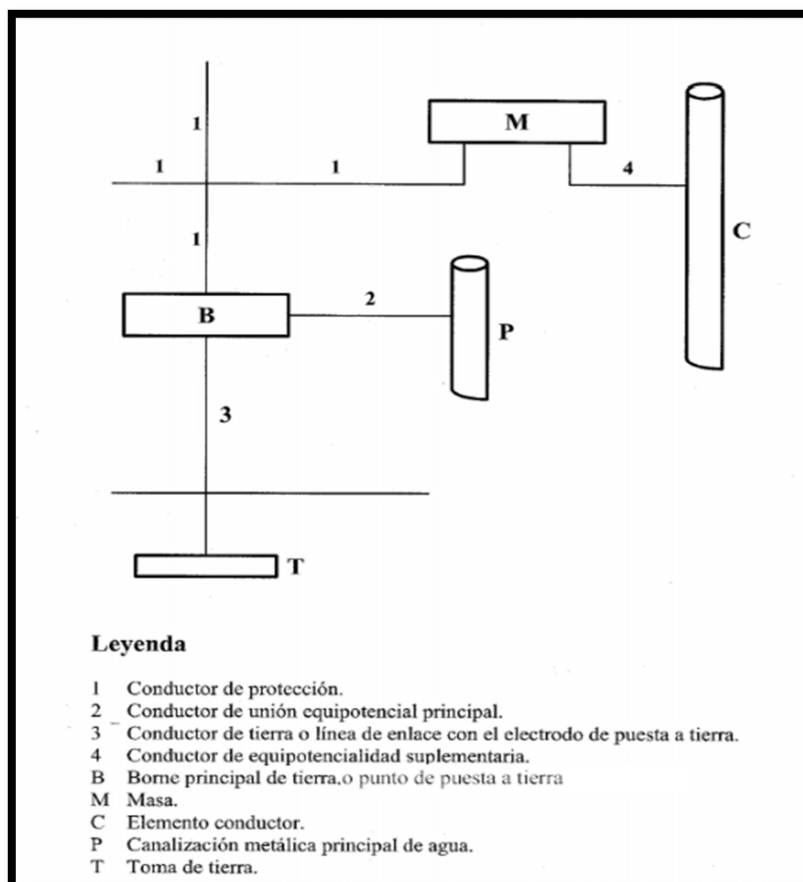 1
M
1
1
4
C
1
B
2
P
3
T
Leyenda
1 Conductor de protección.
2 Conductor de unión equipotencial principal.
3 Conductor de tierra o línea de enlace con el electrodo de puesta a tierra.
4 Conductor de equipotencialidad suplementaria.
B Borne principal de tierra,o punto de puesta a tierra
M Masa.
C Elemento conductor.
P Canalización metálica principal de agua.
T Toma de tierra.